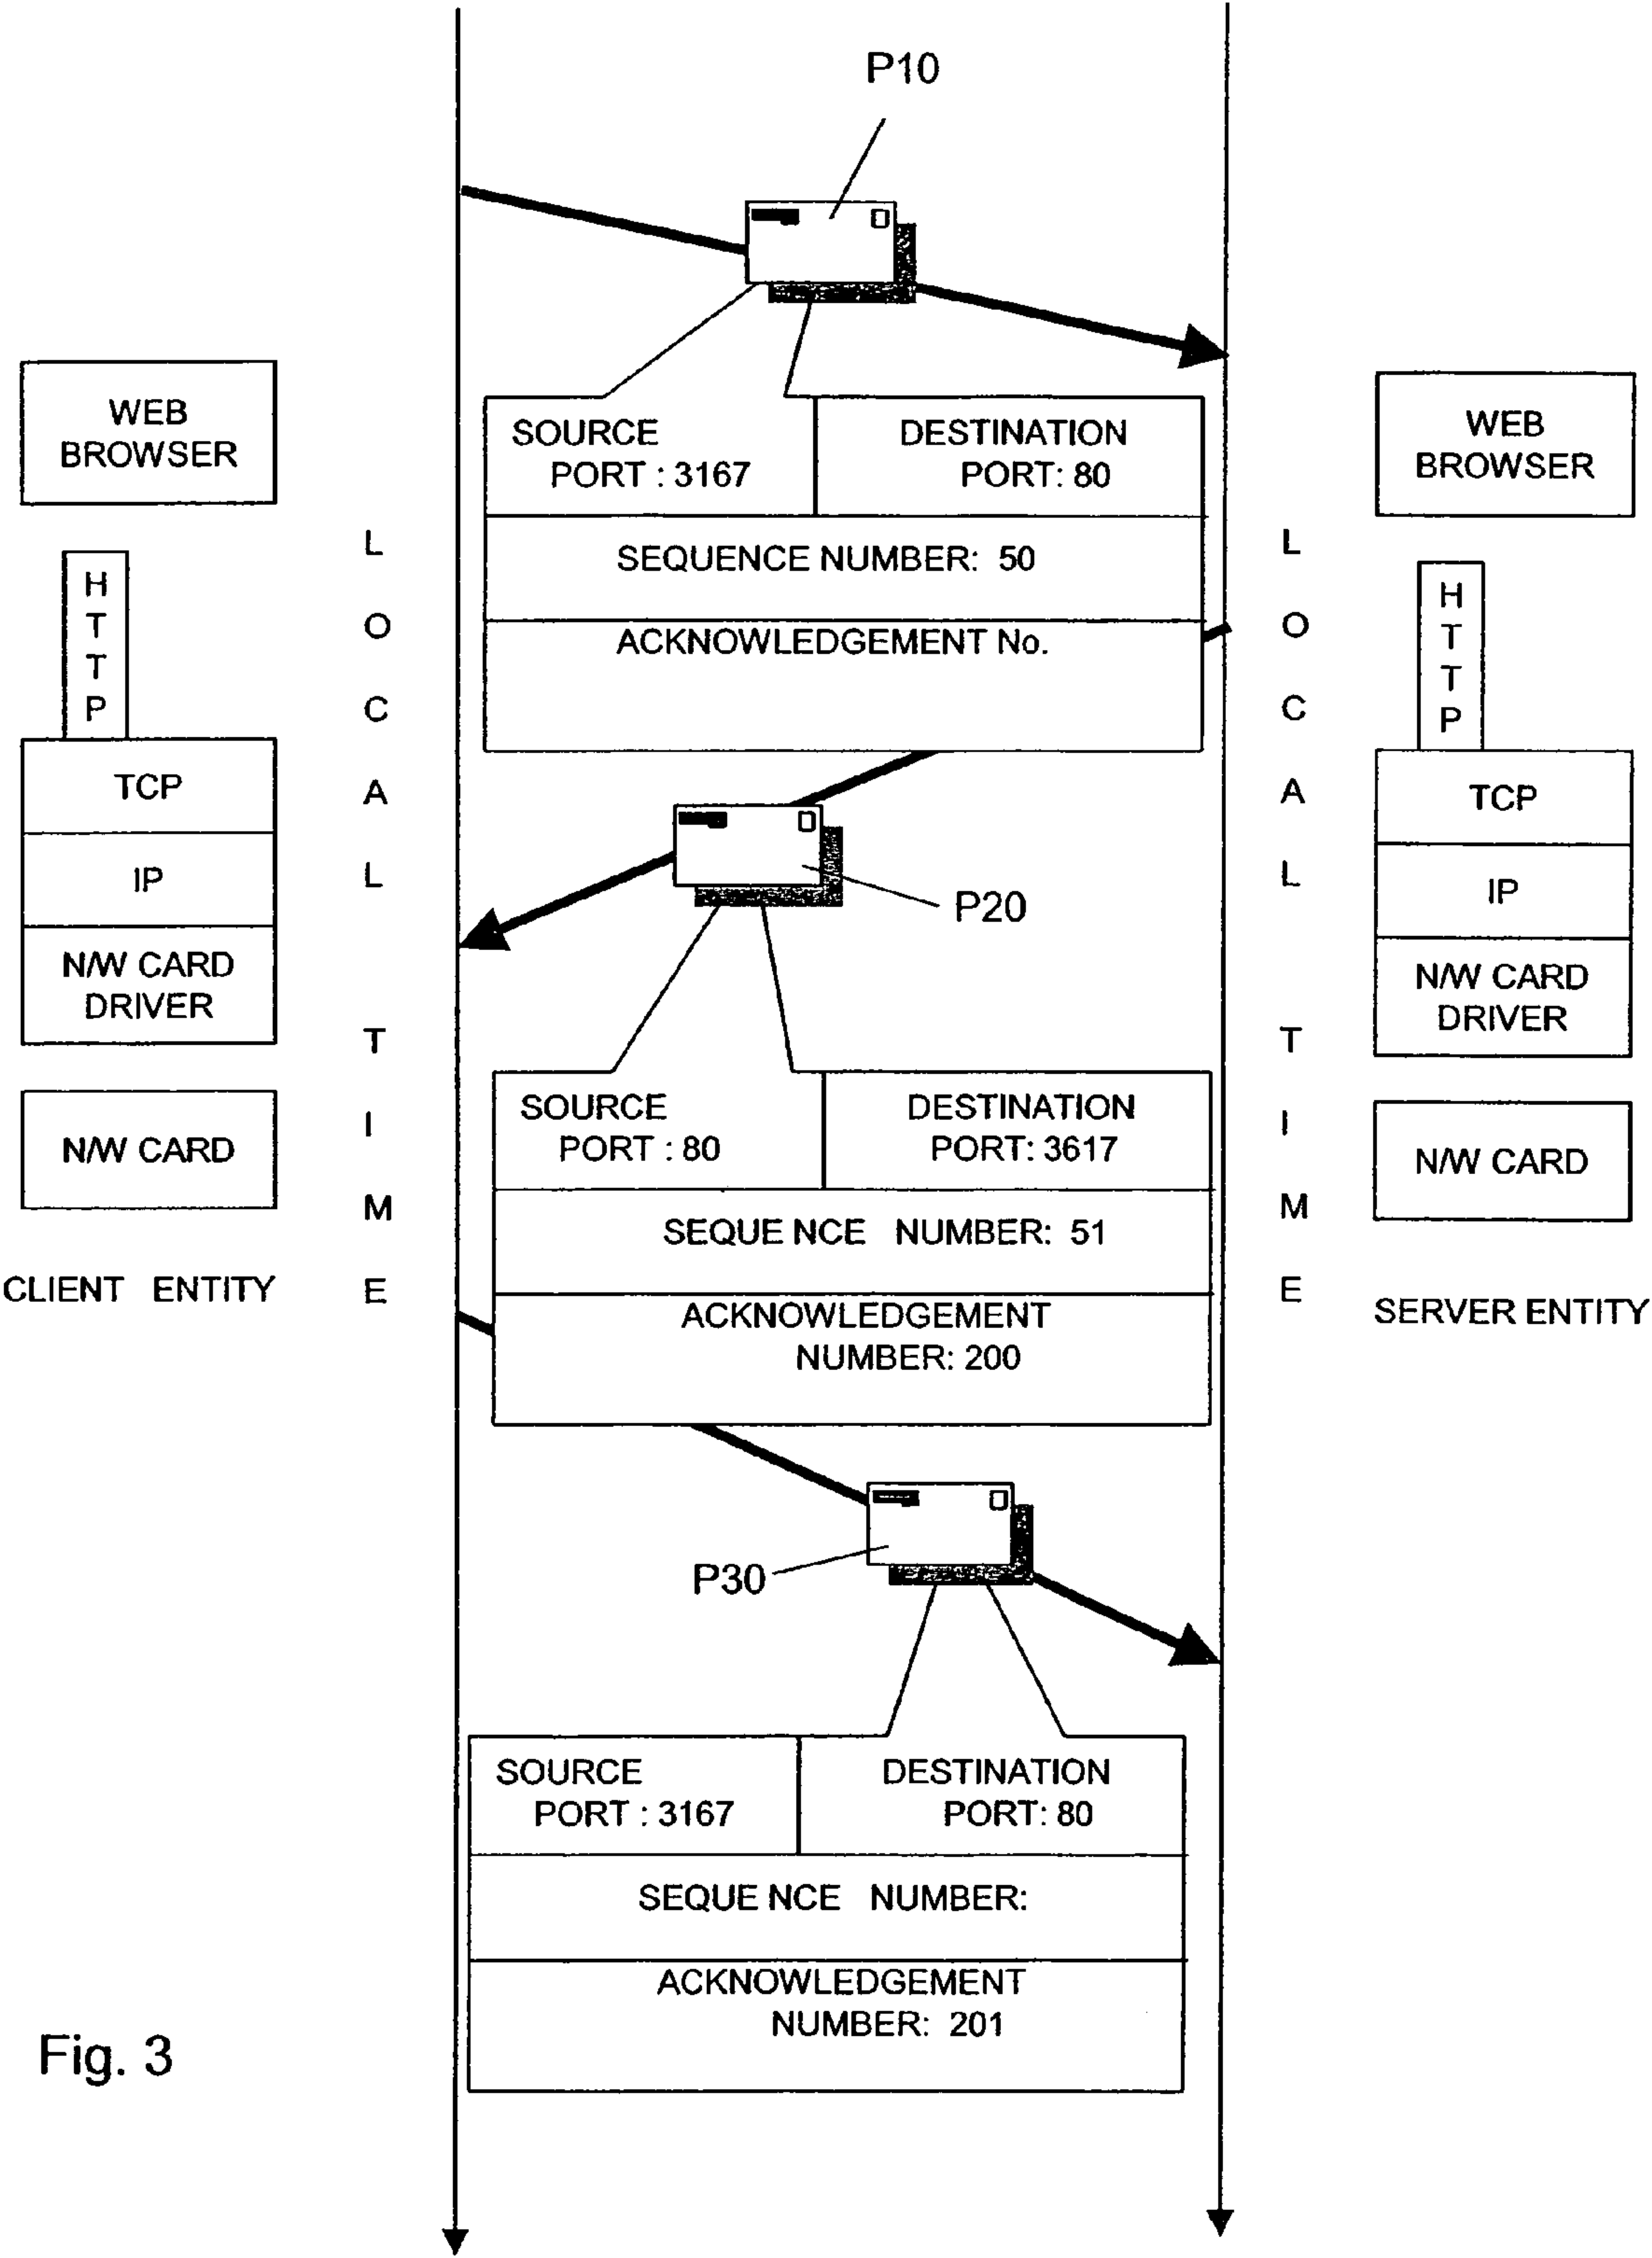 P10
SOURCE
PORT : 3167
DESTINATION
PORT: 80
SEQUENCE NUMBER: 50
ACKNOWLEDGEMENT No.
P20
SOURCE
PORT : 80
DESTINATION
PORT: 3617
SEQUE NCE NUMBER: 51
ACKNOWLEDGEMENT
NUMBER: 200
P30
SOURCE
PORT : 3167
DESTINATION
PORT: 80
SEQUE NCE NUMBER:
ACKNOWLEDGEMENT
NUMBER: 201
WEB
BROWSER
H
T
T
P
TCP
IP
N/W CARD
DRIVER
N/W CARD
CLIENT ENTITY
L
O
C
A
L
T
I
M
E
L
O
C
A
L
T
I
M
E
WEB
BROWSER
H
T
T
P
TCP
IP
N/W CARD
DRIVER
N/W CARD
SERVER ENTITY
Fig. 3